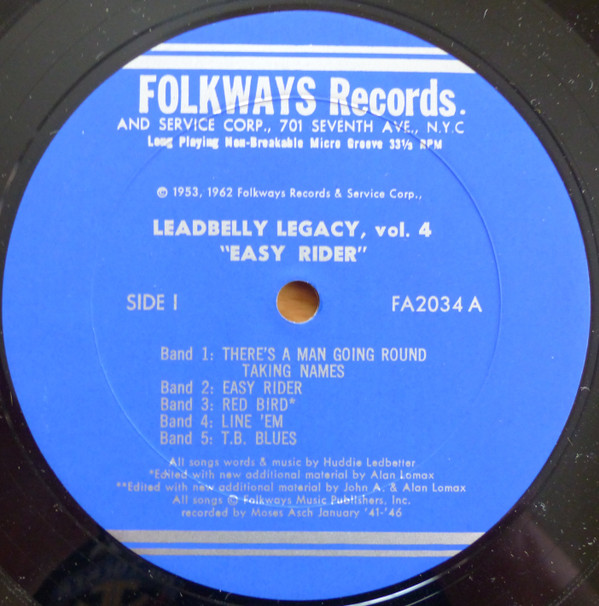 FOLKWAYS Records.
AND SERVICE CORP., 701 SEVENTH AVE., N.Y.C
Long Playing Non-Breakable Micro Groove 33⅓ RPM
© 1953, 1962 Folkways Records & Service Corp.,
LEADBELLY LEGACY, vol. 4
"EASY RIDER"
SIDE I FA2034 A
Band 1: THERE'S A MAN GOING ROUND
TAKING NAMES
Band 2: EASY RIDER
Band 3: RED BIRD*
Band 4: LINE 'EM
Band 5: T.B. BLUES
All songs words & music by Huddie Ledbetter
*Edited with new additional material by Alan Lomax
**Edited with new additional material by John A. & Alan Lomax
All songs © Folkways Music Publishers, Inc.
recorded by Moses Asch January '41-'46